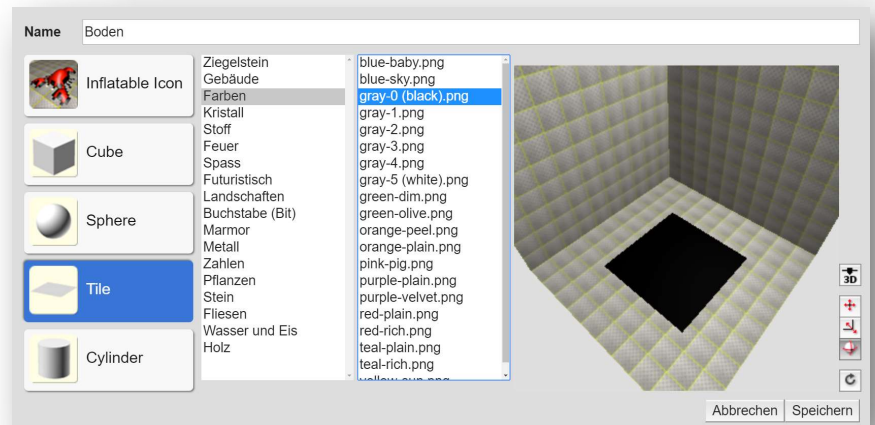 Name
Boden
Inflatable Icon
Cube
Sphere
Tile
Cylinder
Ziegelstein
Gebäude
Farben
Kristall
Stoff
Feuer
Spass
Futuristisch
Landschaften
Buchstabe (Bit)
Marmor
Metall
Zahlen
Pflanzen
Stein
Fliesen
Wasser und Eis
Holz
blue-baby.png
blue-sky.png
gray-0 (black).png
gray-1.png
gray-2.png
gray-3.png
gray-4.png
gray-5 (white).png
green-dim.png
green-olive.png
orange-peel.png
orange-plain.png
pink-pig.png
purple-plain.png
purple-velvet.png
red-plain.png
red-rich.png
teal-plain.png
teal-rich.png
3D
Abbrechen
Speichern